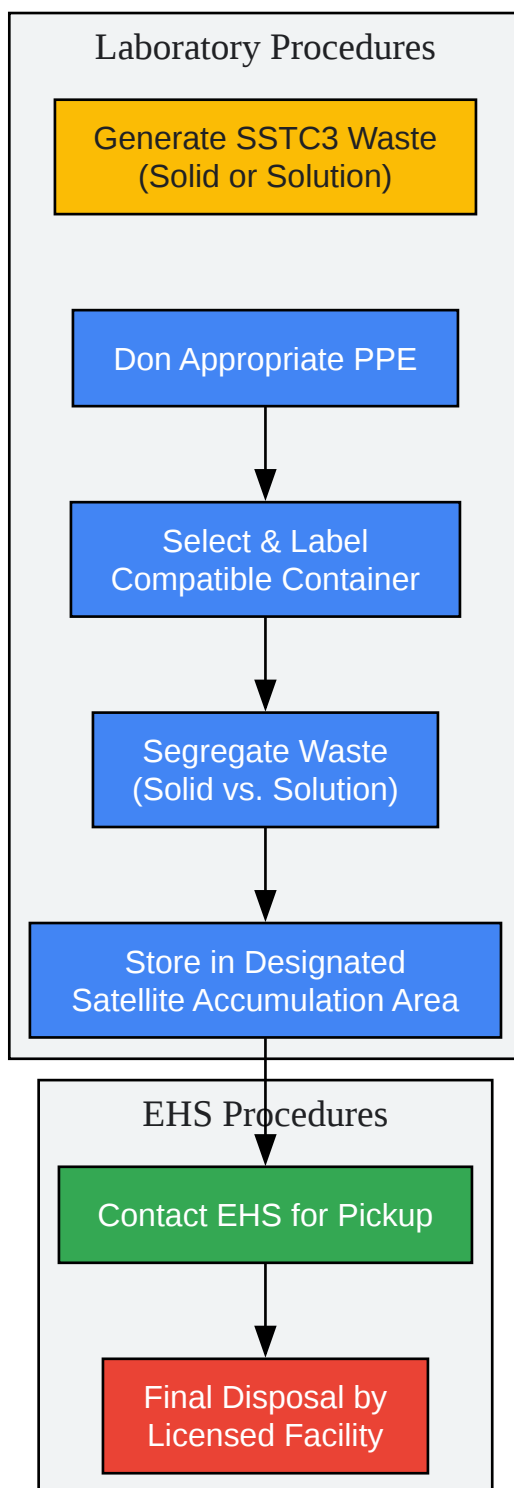 Laboratory Procedures
Generate SSTC3 Waste
(Solid or Solution)
Don Appropriate PPE
Select & Label
Compatible Container
Segregate Waste
(Solid vs. Solution)
Store in Designated
Satellite Accumulation Area
EHS Procedures
Contact EHS for Pickup
Final Disposal by
Licensed Facility